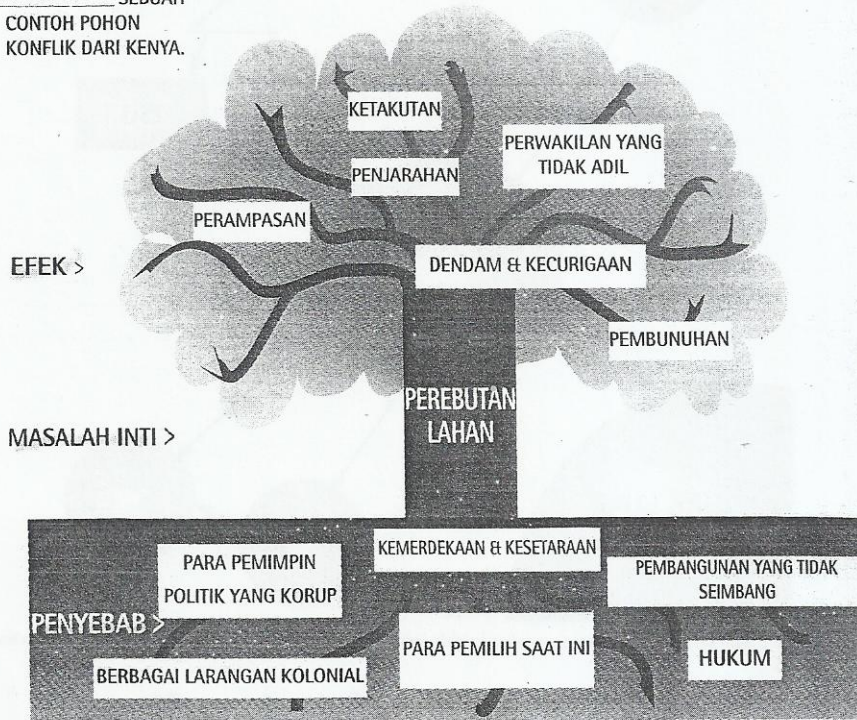 SEBUAH
CONTOH POHON
KONFLIK DARI KENYA.
KETAKUTAN
PERWAKILAN YANG
TIDAK ADIL
PENJARAHAN
PERAMPASAN
EFEK >
DENDAM & KECURIGAAN
PEMBUNUHAN
PEREBUTAN
LAHAN
MASALAH INTI >
KEMERDEKAAN & KESETARAAN
PARA PEMIMPIN
POLITIK YANG KORUP
PEMBANGUNAN YANG TIDAK
SEIMBANG
PENYEBAB >
PARA PEMILIH SAAT INI
HUKUM
BERBAGAI LARANGAN KOLONIAL